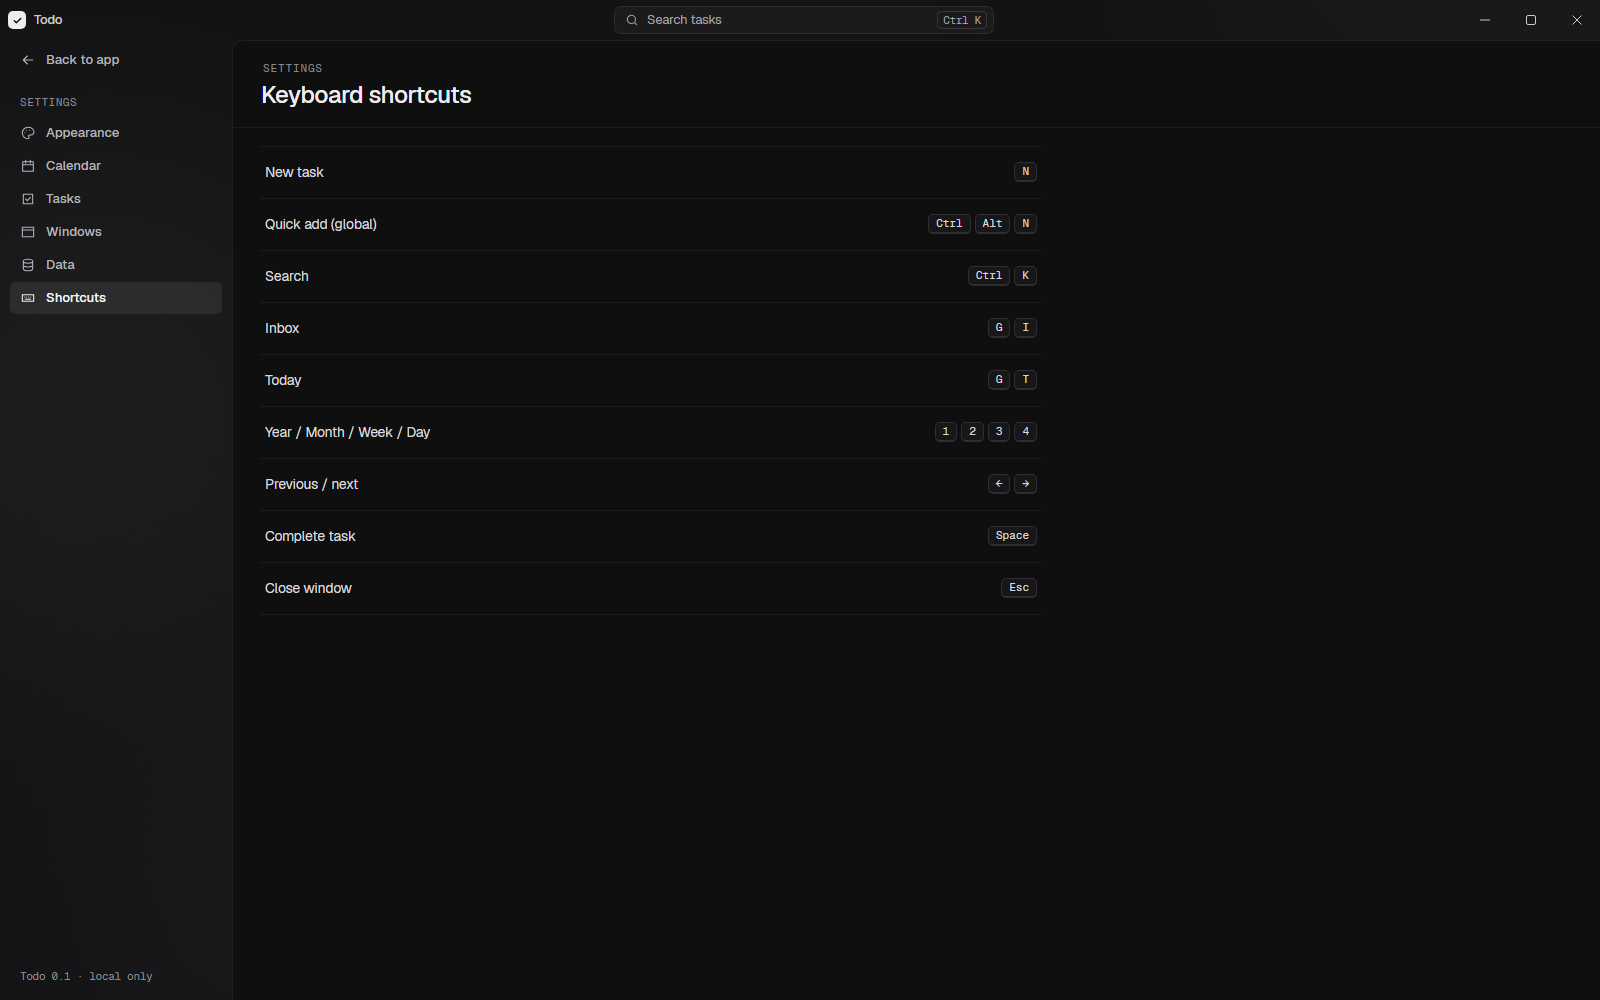 Todo
Search tasks Ctrl K
Back to app
SETTINGS
Appearance
Calendar
Tasks
Windows
Data
Shortcuts
Todo 0.1 · local only
SETTINGS
Keyboard shortcuts
New task N
Quick add (global) Ctrl Alt N
Search Ctrl K
Inbox G I
Today G T
Year / Month / Week / Day 1 2 3 4
Previous / next ← →
Complete task Space
Close window Esc